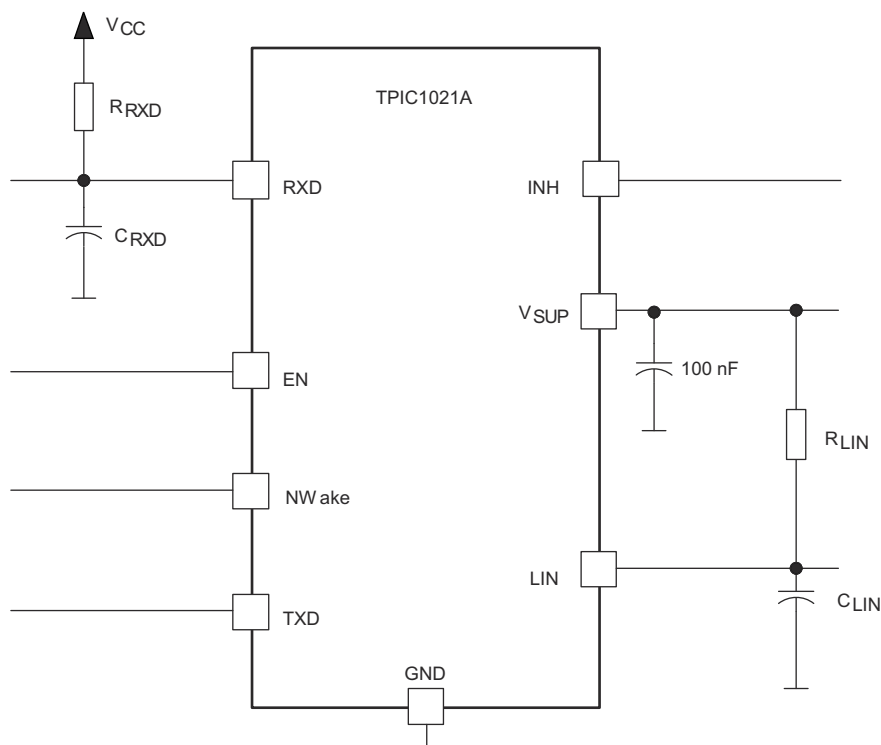 VCC
RRXD
TPIC1021A
RXD
INH
CRXD
VSUP
100 nF
EN
RLIN
NWake
LIN
CLIN
TXD
GND